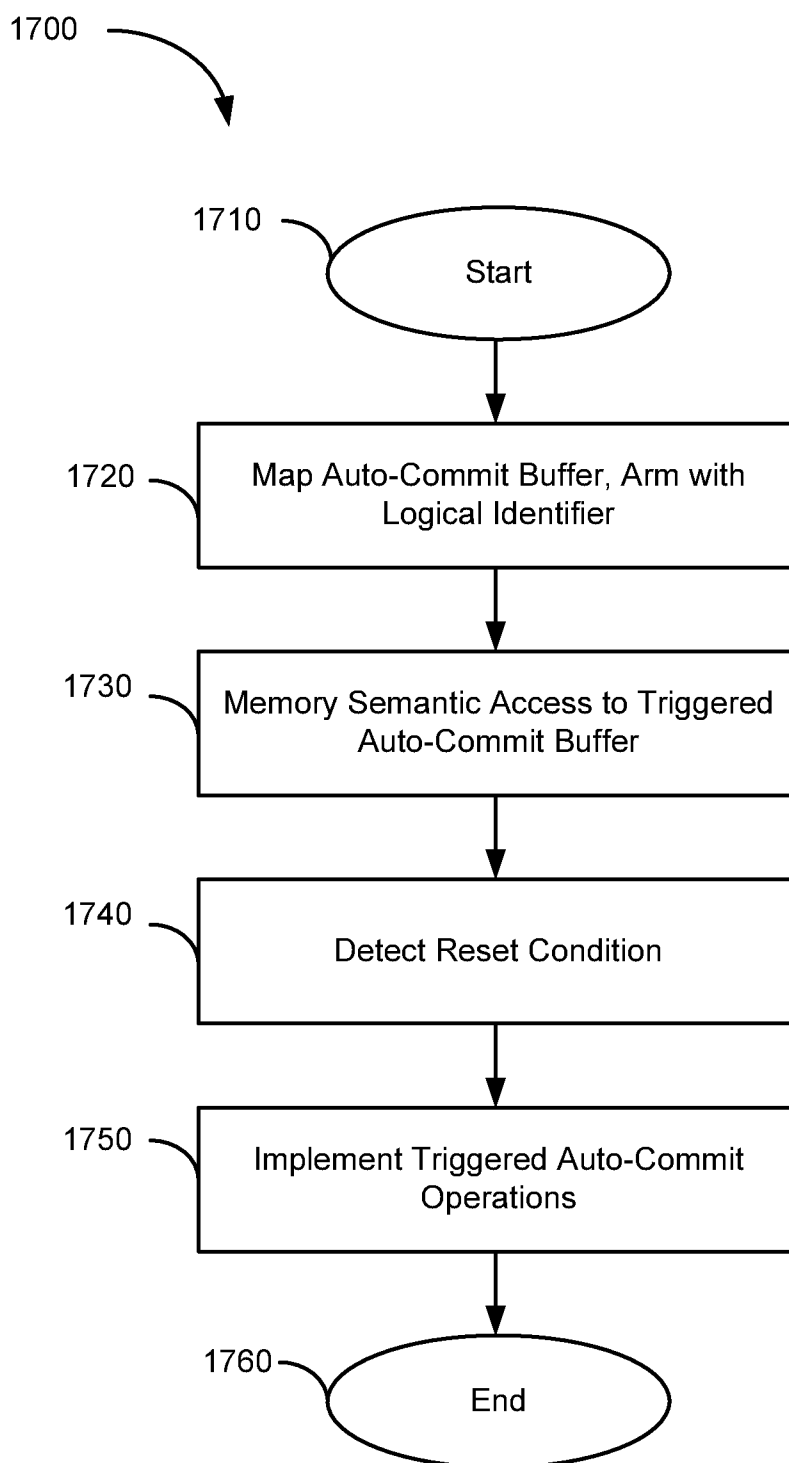 1700
1710
Start
1720
Map Auto-Commit Buffer, Arm with
Logical Identifier
1730
Memory Semantic Access to Triggered
Auto-Commit Buffer
1740
Detect Reset Condition
1750
Implement Triggered Auto-Commit
Operations
1760
End